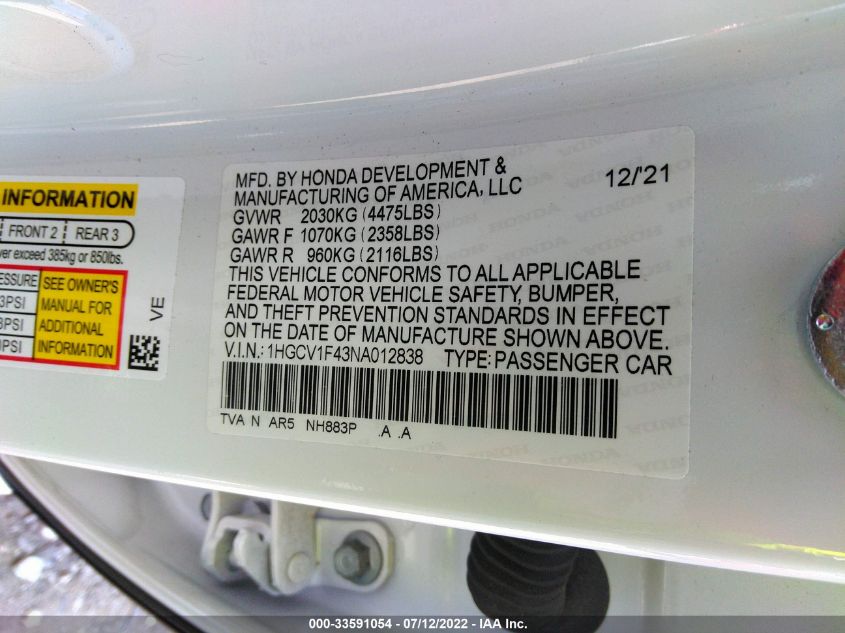 INFORMATION
FRONT 2 REAR 3
385kg or 850lbs.
SEE OWNER'S
MANUAL FOR
ADDITIONAL
INFORMATION
VE
MFD. BY HONDA DEVELOPMENT &
MANUFACTURING OF AMERICA, LLC 12/'21
GVWR 2030KG (4475LBS)
GAWR F 1070KG (2358LBS)
GAWR R 960KG (2116LBS)
THIS VEHICLE CONFORMS TO ALL APPLICABLE
FEDERAL MOTOR VEHICLE SAFETY, BUMPER,
AND THEFT PREVENTION STANDARDS IN EFFECT
ON THE DATE OF MANUFACTURE SHOWN ABOVE.
V.I.N.: 1HGCV1F43NA012838 TYPE: PASSENGER CAR
TVA N AR5 NH883P .A .A
000-33591054 - 07/12/2022 - IAA Inc.